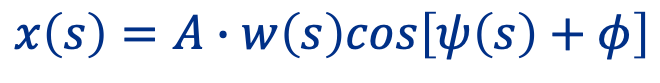 x(s) = A · w(s)cos[ψ(s) + ϕ]